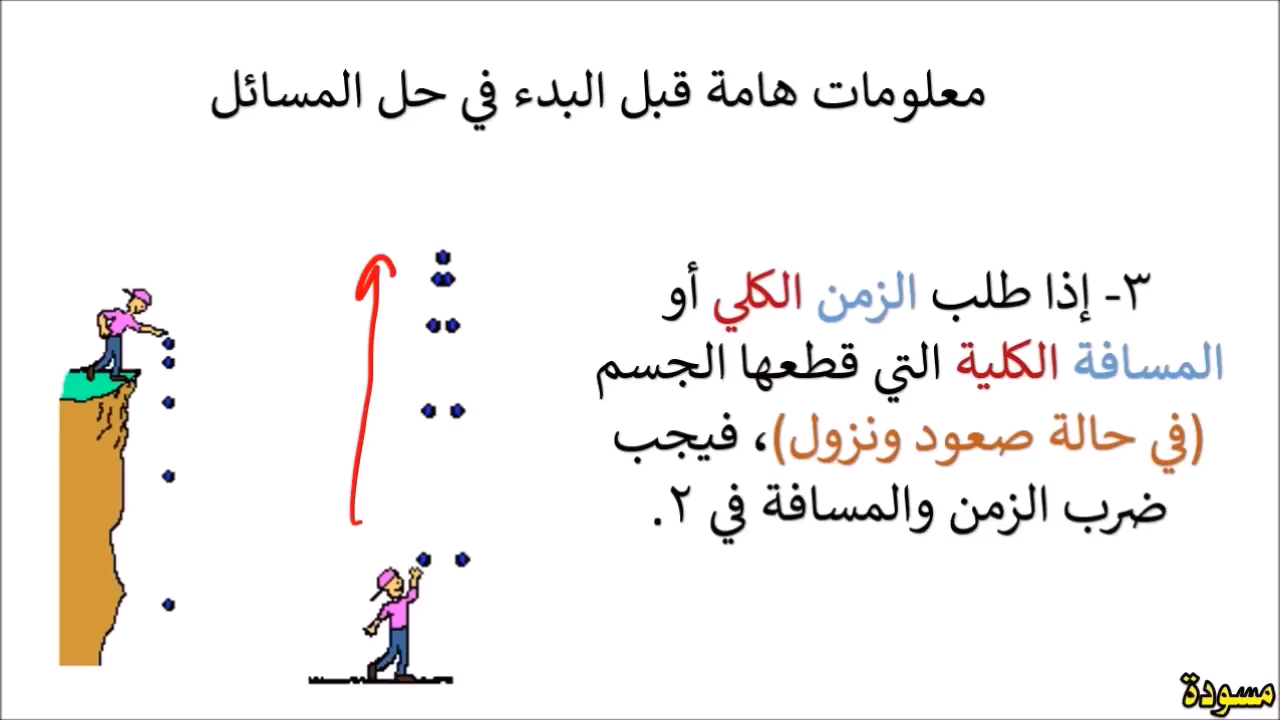 معلومات هامة قبل البدء في حل المسائل
٣- إذا طلب الزمن الكلي أو
المسافة الكلية التي قطعها الجسم
(في حالة صعود ونزول)، فيجب
ضرب الزمن والمسافة في ٢.
مسودة